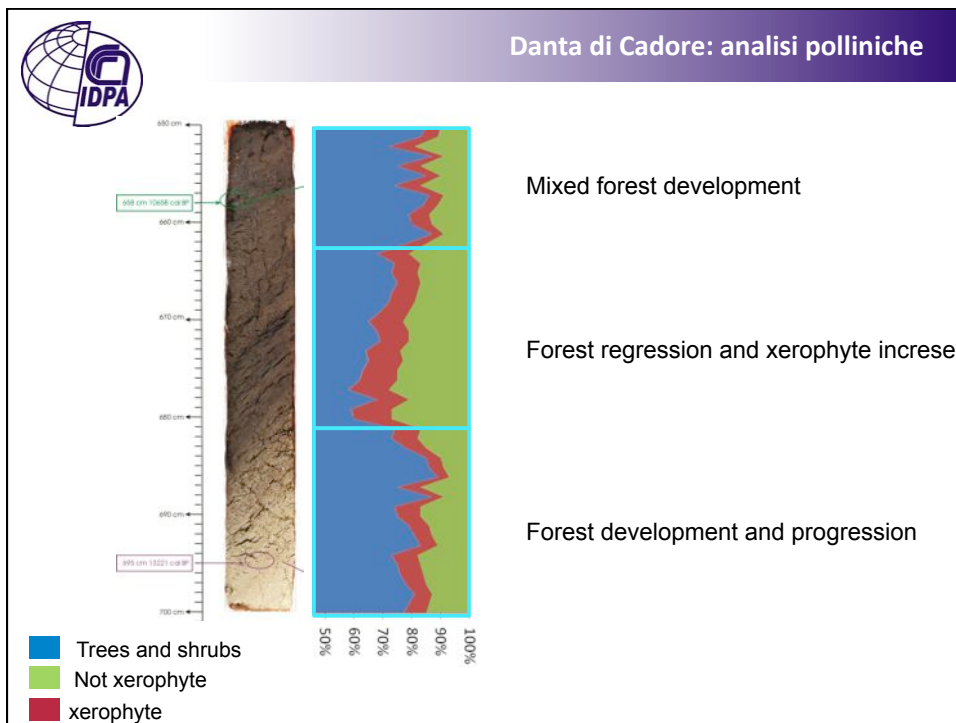 Danta di Cadore: analisi polliniche
IDPA
650 cm
658 cm 10658 cal BP
660 cm
670 cm
680 cm
690 cm
695 cm 13221 cal BP
700 cm
Mixed forest development
Forest regression and xerophyte increse
Forest development and progression
50%
60%
70%
80%
90%
100%
Trees and shrubs
Not xerophyte
xerophyte